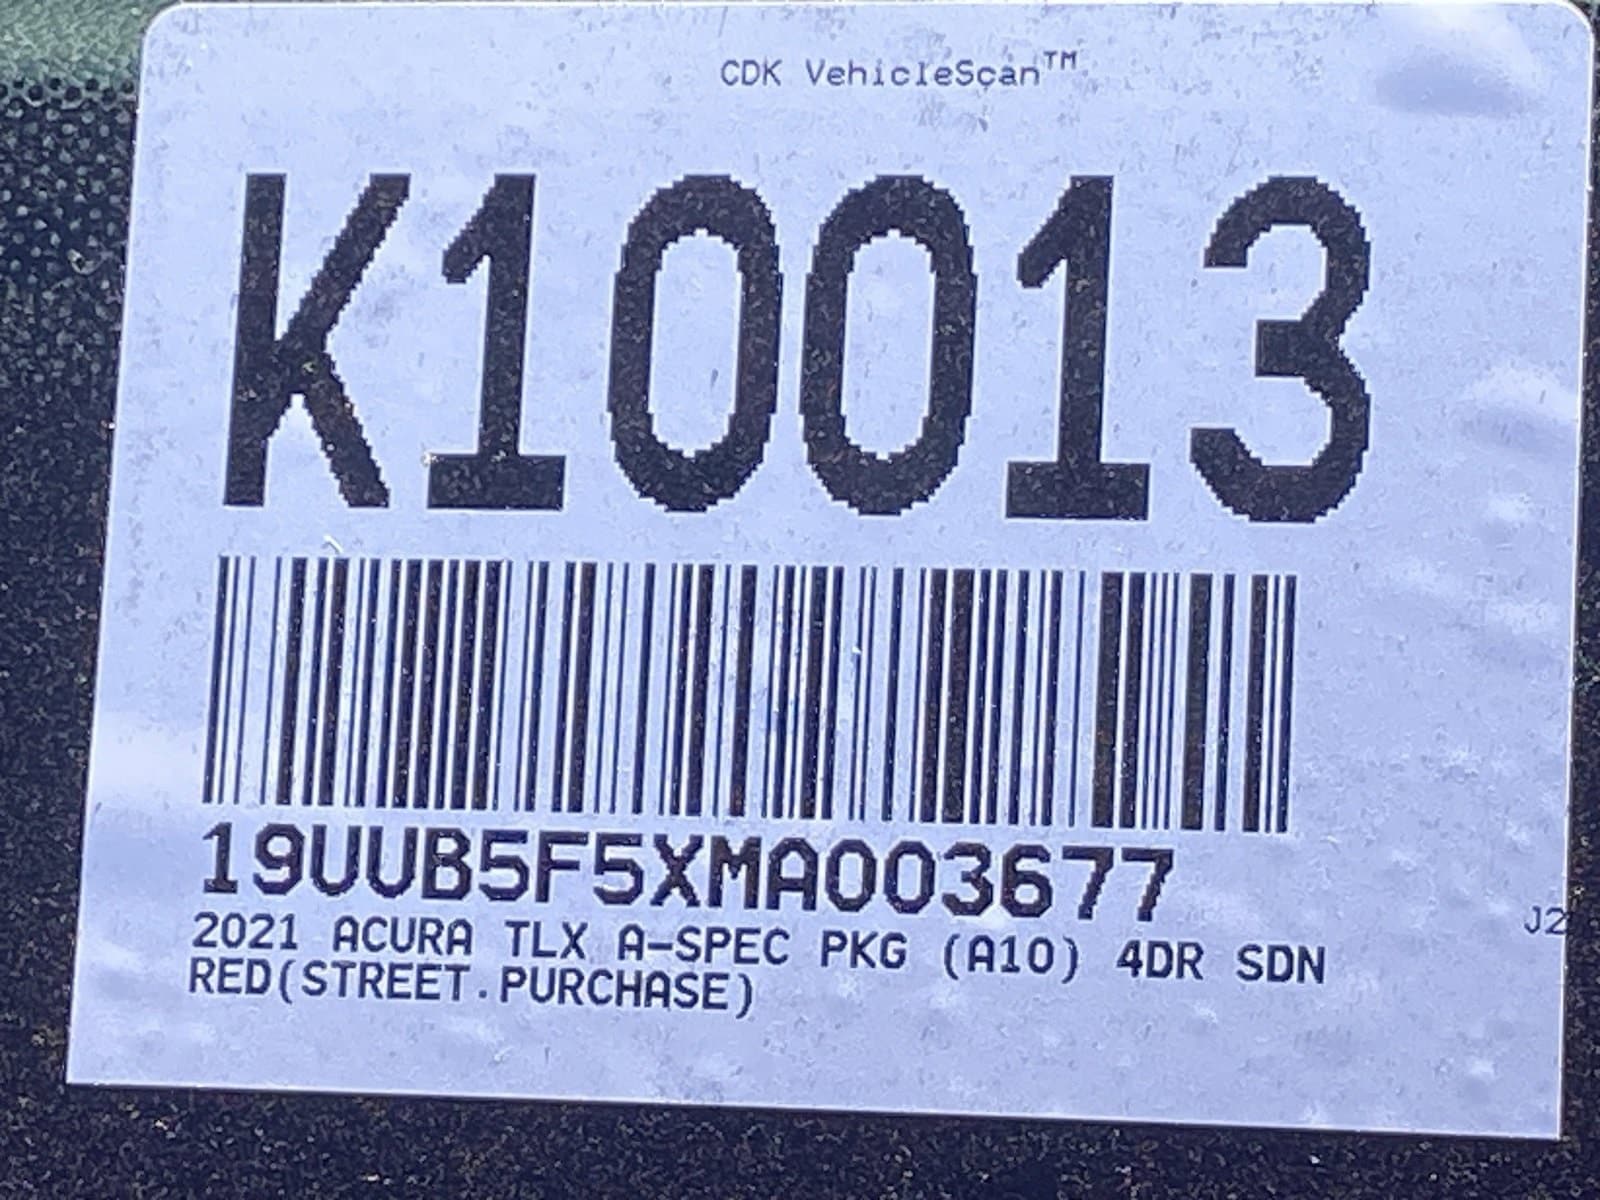 CDK VehicleScan™
K10013
19UUB5F5XMA003677
2021 ACURA TLX A-SPEC PKG (A10) 4DR SDN
RED(STREET.PURCHASE)
J2